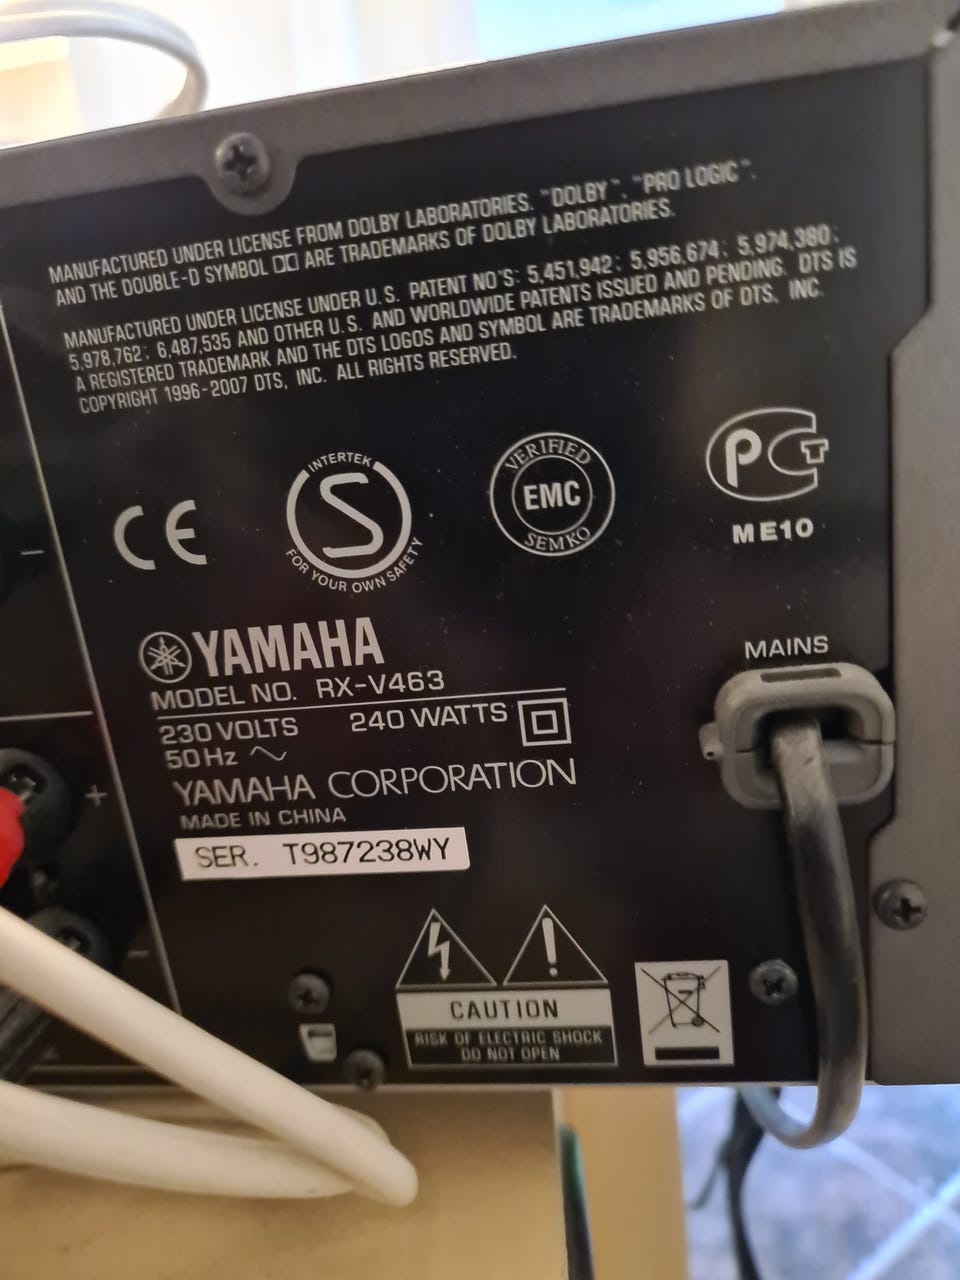 MANUFACTURED UNDER LICENSE FROM DOLBY LABORATORIES. "DOLBY", "PRO LOGIC",
AND THE DOUBLE-D SYMBOL ARE TRADEMARKS OF DOLBY LABORATORIES.
MANUFACTURED UNDER LICENSE UNDER U.S. PATENT NO'S: 5,451,942; 5,956,674; 5,974,380;
5,978,762; 6,487,535 AND OTHER U.S. AND WORLDWIDE PATENTS ISSUED AND PENDING. DTS IS
A REGISTERED TRADEMARK AND THE DTS LOGOS AND SYMBOL ARE TRADEMARKS OF DTS, INC.
COPYRIGHT 1996-2007 DTS, INC. ALL RIGHTS RESERVED.
CE
INTERTEK
S
FOR YOUR OWN SAFETY
VERIFIED
EMC
SEMKO
PCT
ME10
YAMAHA
MODEL NO. RX-V463
230 VOLTS 240 WATTS
50Hz ~
YAMAHA CORPORATION
MADE IN CHINA
SER. T987238WY
MAINS
+
−
−
!
CAUTION
RISK OF ELECTRIC SHOCK
DO NOT OPEN